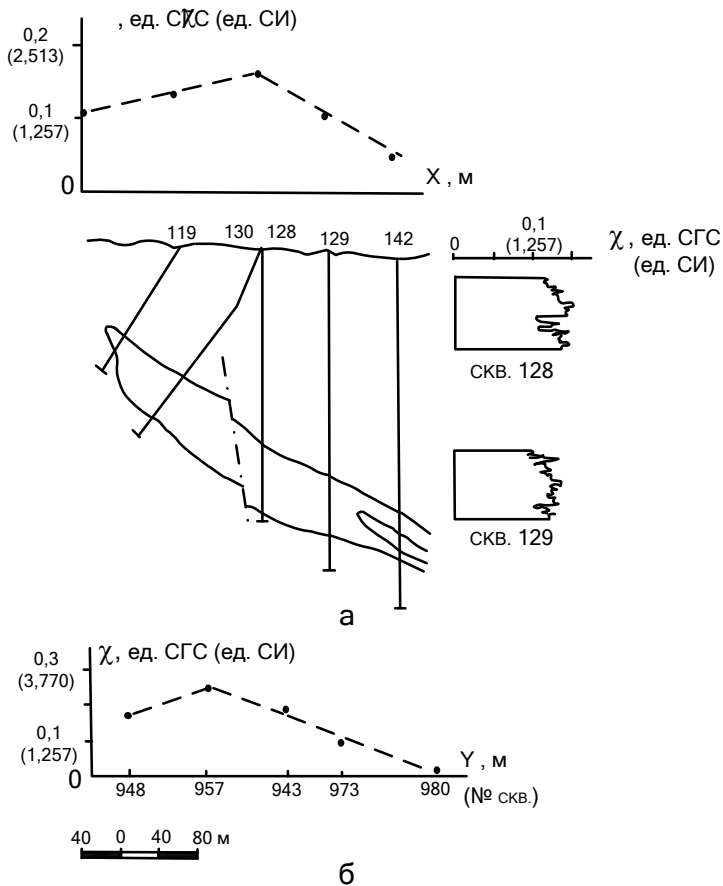 , ед. СГС (ед. СИ)
χ
0,2
(2,513)
0,1
(1,257)
0
X , м
119 130 128 129 142
0 0,1
(1,257)
χ, ед. СГС
(ед. СИ)
СКВ. 128
СКВ. 129
а
χ, ед. СГС (ед. СИ)
0,3
(3,770)
0,1
(1,257)
0
Y , м
948 957 943 973 980
(№ СКВ.)
40 0 40 80 м
б